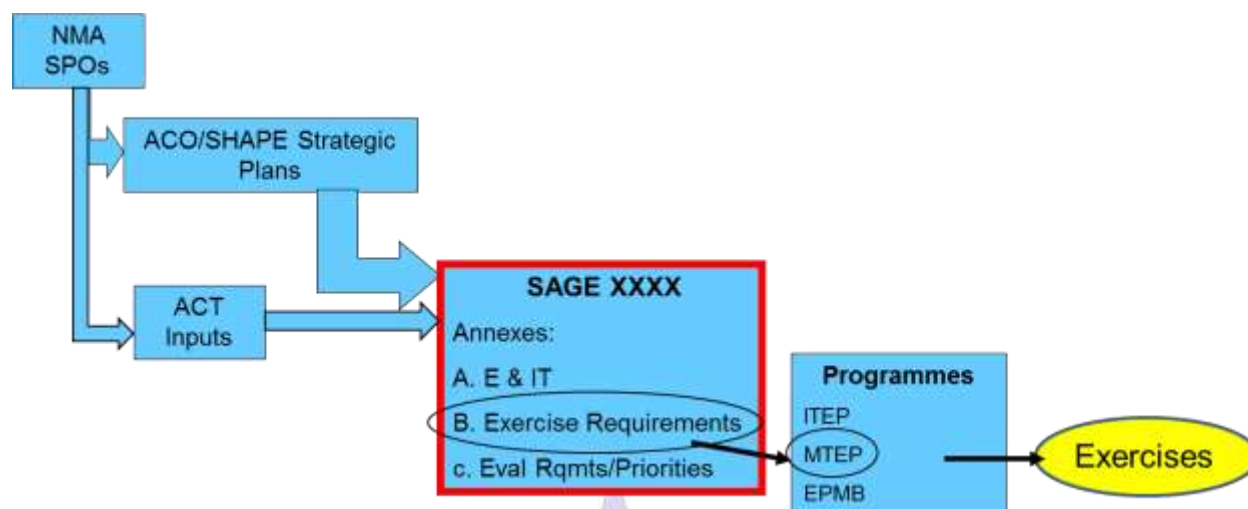 NMA
SPOs
ACO/SHAPE Strategic
Plans
ACT
Inputs
SAGE XXXX
Annexes:
A. E & IT
B. Exercise Requirements
c. Eval Rqmts/Priorities
Programmes
ITEP
MTEP
EPMB
Exercises